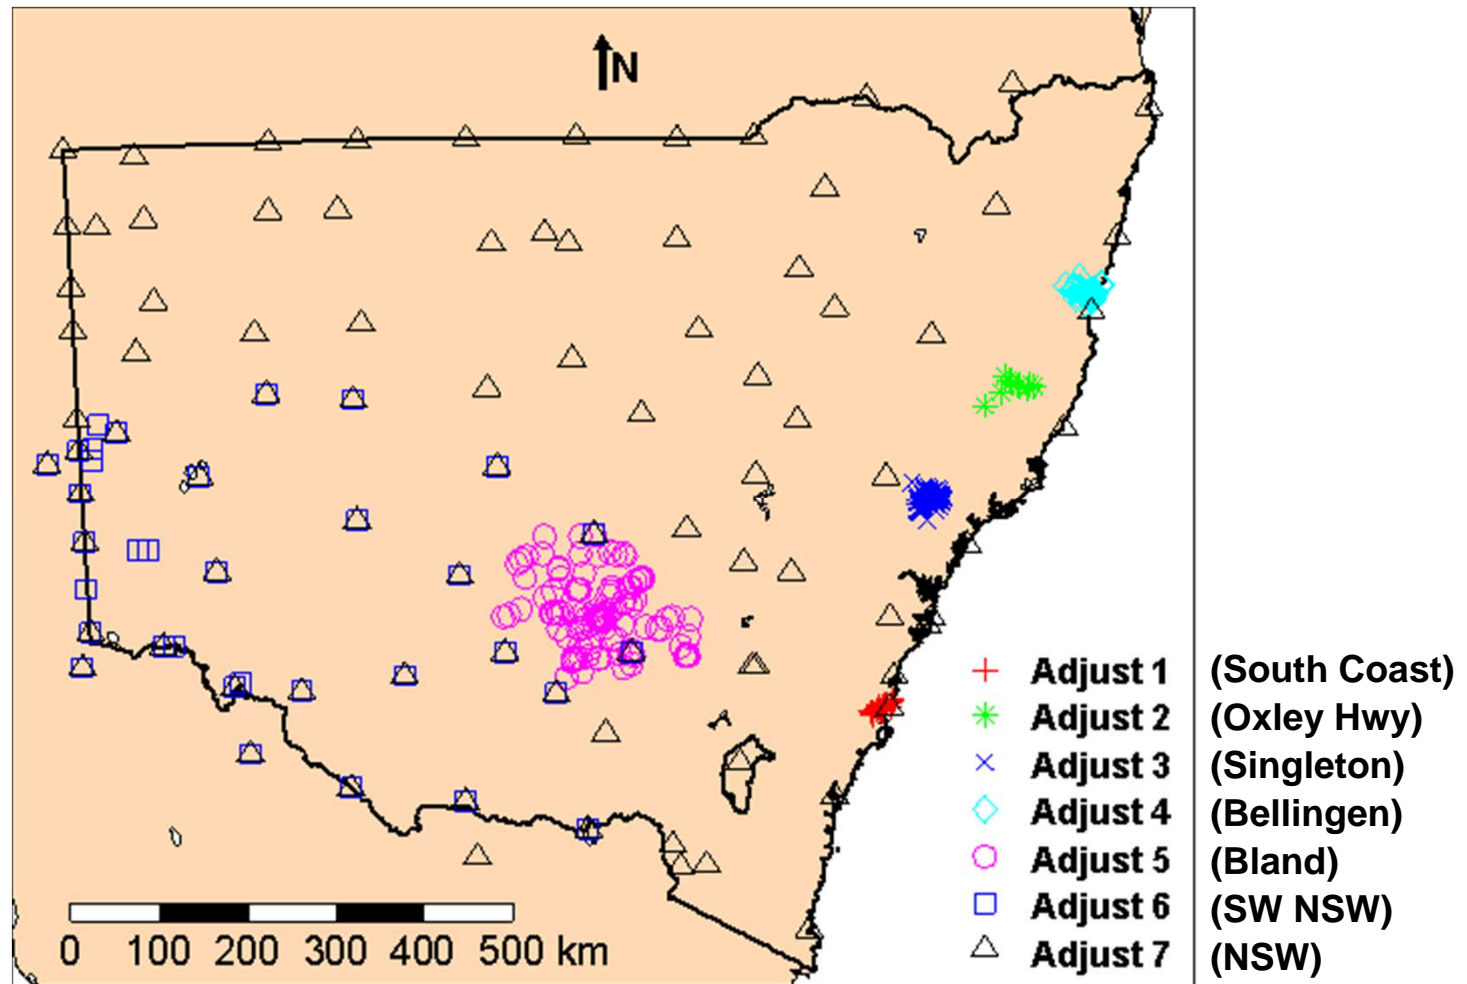 N
Adjust 1 (South Coast)
Adjust 2 (Oxley Hwy)
Adjust 3 (Singleton)
Adjust 4 (Bellingen)
Adjust 5 (Bland)
Adjust 6 (SW NSW)
Adjust 7 (NSW)
0 100 200 300 400 500 km